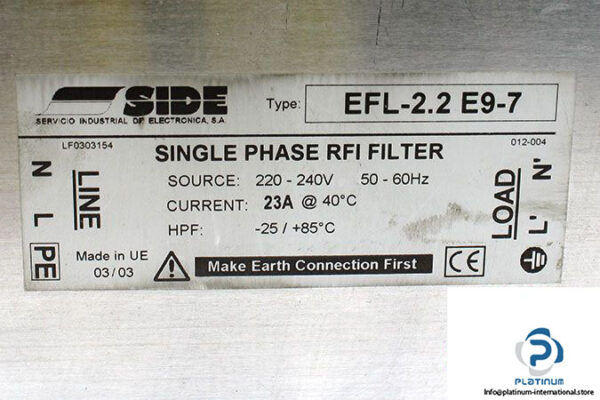 SIDE
SERVICIO INDUSTRIAL DE ELECTRONICA, S.A.
Type: EFL-2.2 E9-7
LF0303154
012-004
SINGLE PHASE RFI FILTER
SOURCE: 220 - 240V 50 - 60Hz
CURRENT: 23A @ 40°C
HPF: -25 / +85°C
N L PE
LINE
LOAD
L' N'
Made in UE
03 / 03
Make Earth Connection First
CE
PLATINUM
Info@platinum-international.store